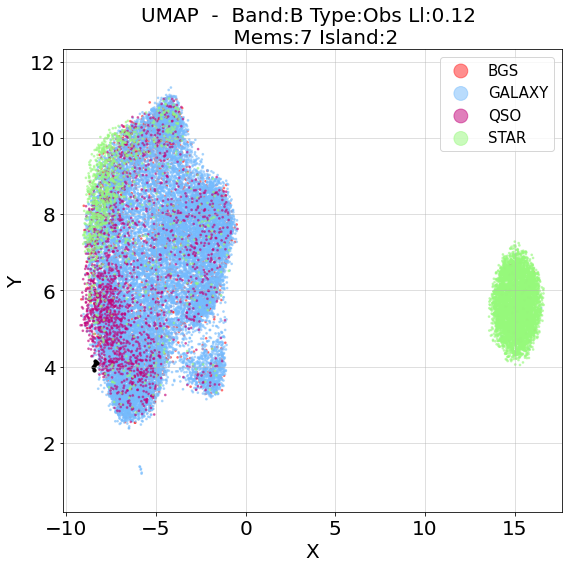 UMAP - Band:B Type:Obs Ll:0.12
Mems:7 Island:2
BGS
GALAXY
QSO
STAR
12
10
8
6
4
2
Y
−10 −5 0 5 10 15
X